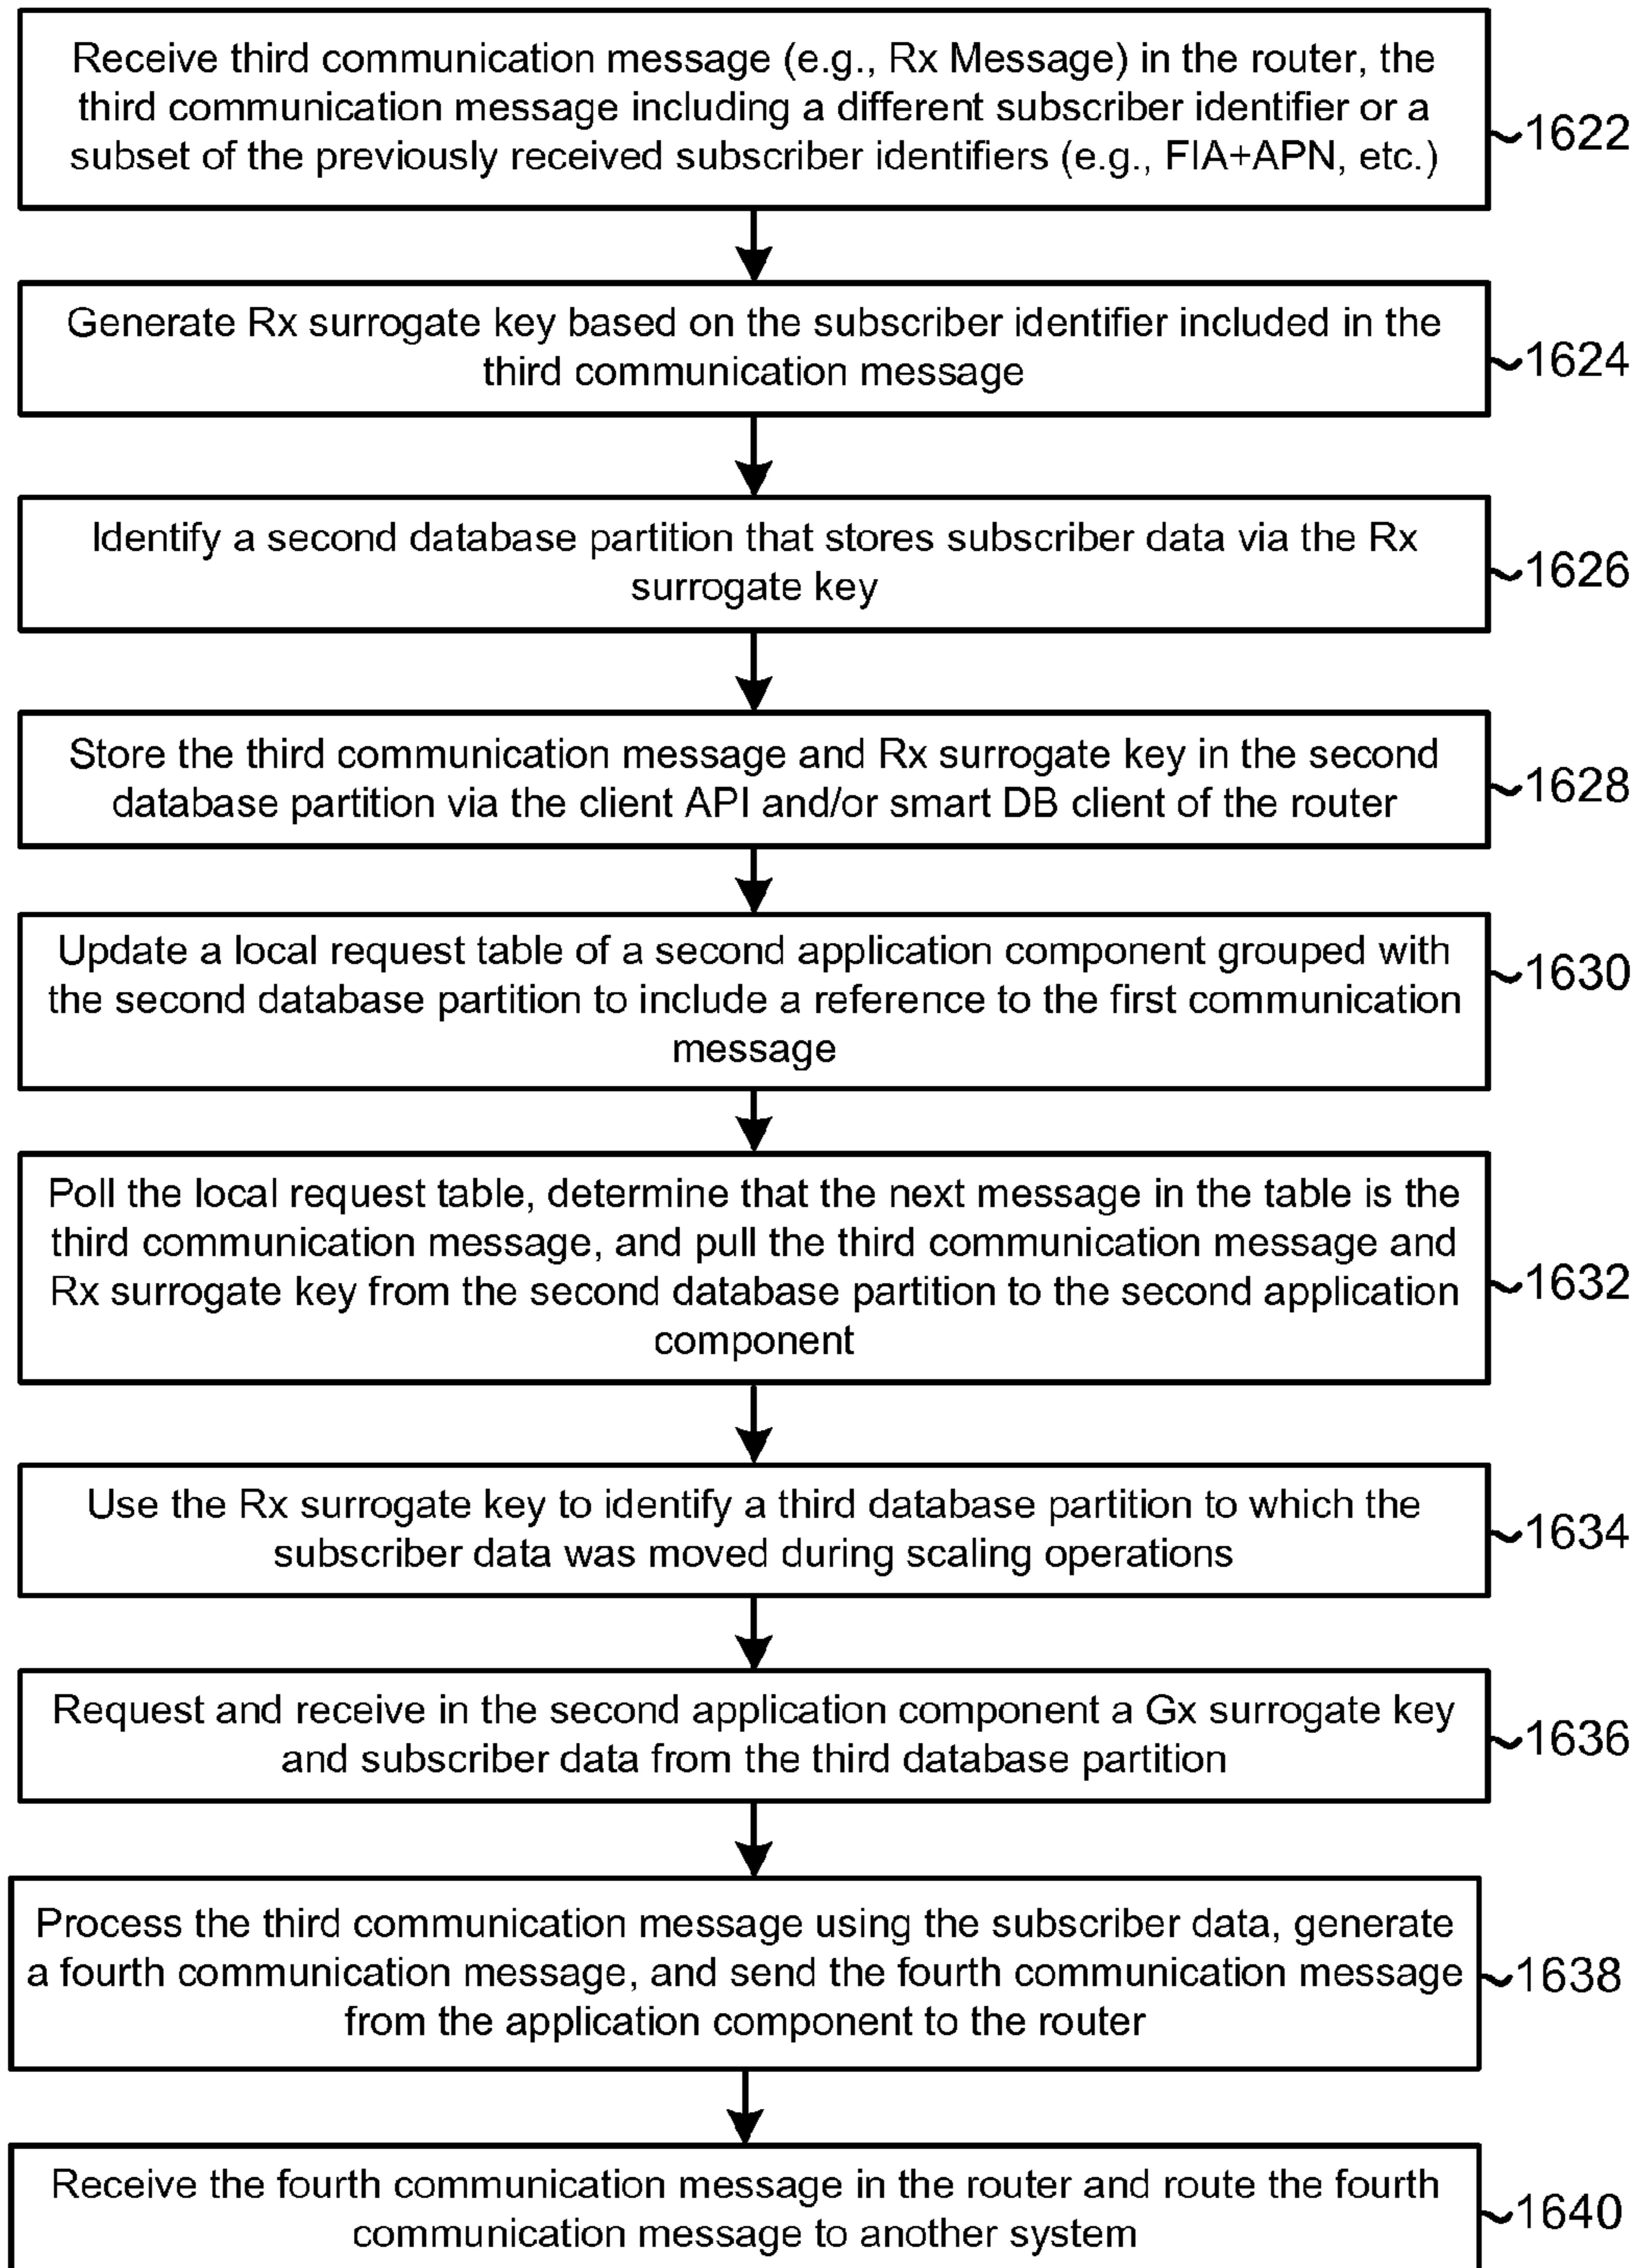 Receive third communication message (e.g., Rx Message) in the router, the
third communication message including a different subscriber identifier or a
subset of the previously received subscriber identifiers (e.g., FIA+APN, etc.)
1622
Generate Rx surrogate key based on the subscriber identifier included in the
third communication message
1624
Identify a second database partition that stores subscriber data via the Rx
surrogate key
1626
Store the third communication message and Rx surrogate key in the second
database partition via the client API and/or smart DB client of the router
1628
Update a local request table of a second application component grouped with
the second database partition to include a reference to the first communication
message
1630
Poll the local request table, determine that the next message in the table is the
third communication message, and pull the third communication message and
Rx surrogate key from the second database partition to the second application
component
1632
Use the Rx surrogate key to identify a third database partition to which the
subscriber data was moved during scaling operations
1634
Request and receive in the second application component a Gx surrogate key
and subscriber data from the third database partition
1636
Process the third communication message using the subscriber data, generate
a fourth communication message, and send the fourth communication message
from the application component to the router
1638
Receive the fourth communication message in the router and route the fourth
communication message to another system
1640